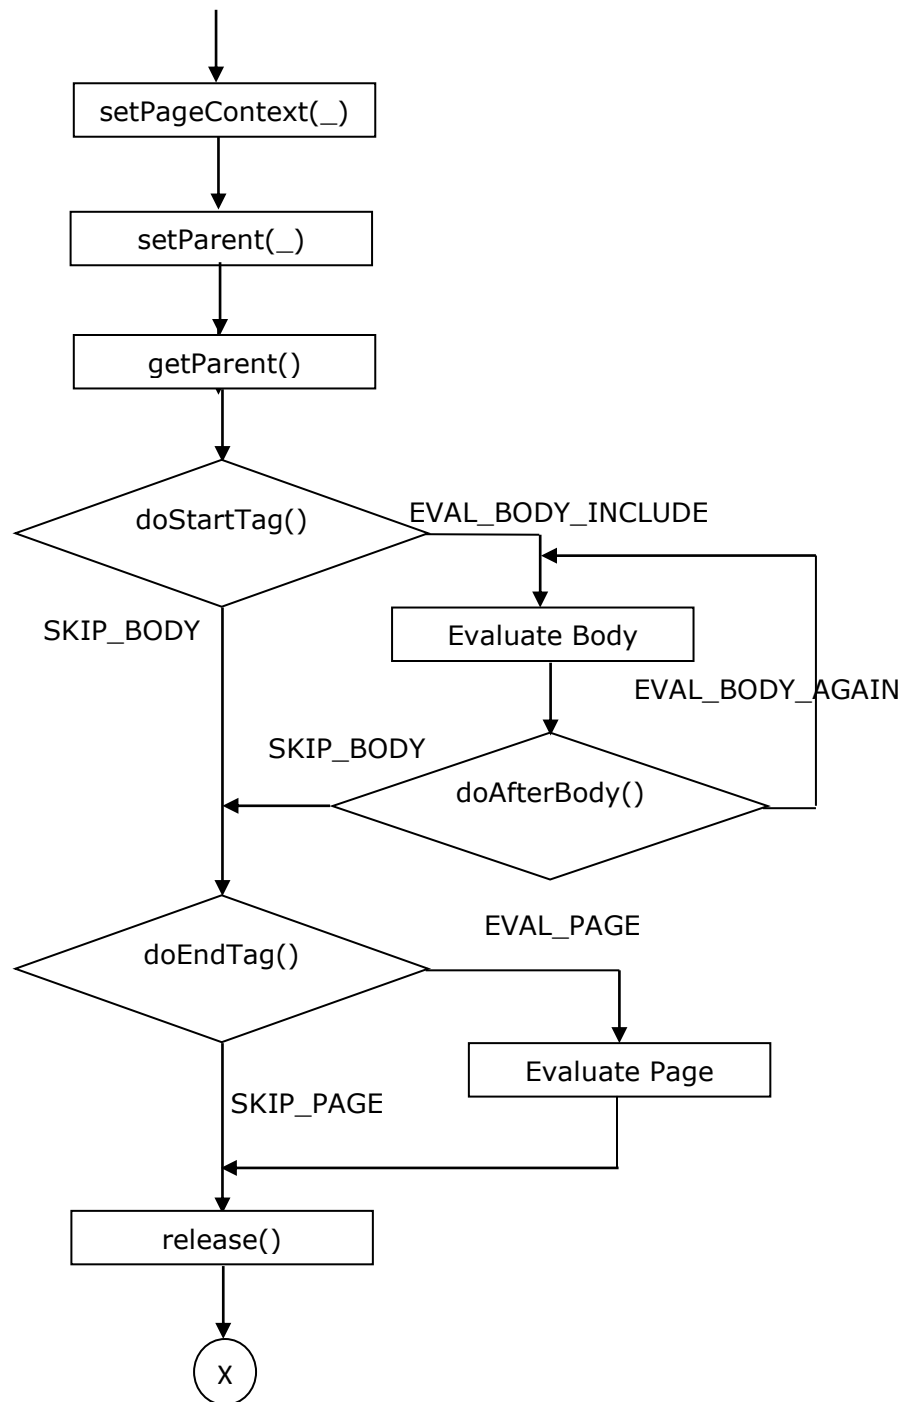 setPageContext(_)
setParent(_)
getParent()
doStartTag()
EVAL_BODY_INCLUDE
SKIP_BODY
Evaluate Body
EVAL_BODY_AGAIN
SKIP_BODY
doAfterBody()
EVAL_PAGE
doEndTag()
Evaluate Page
SKIP_PAGE
release()
X